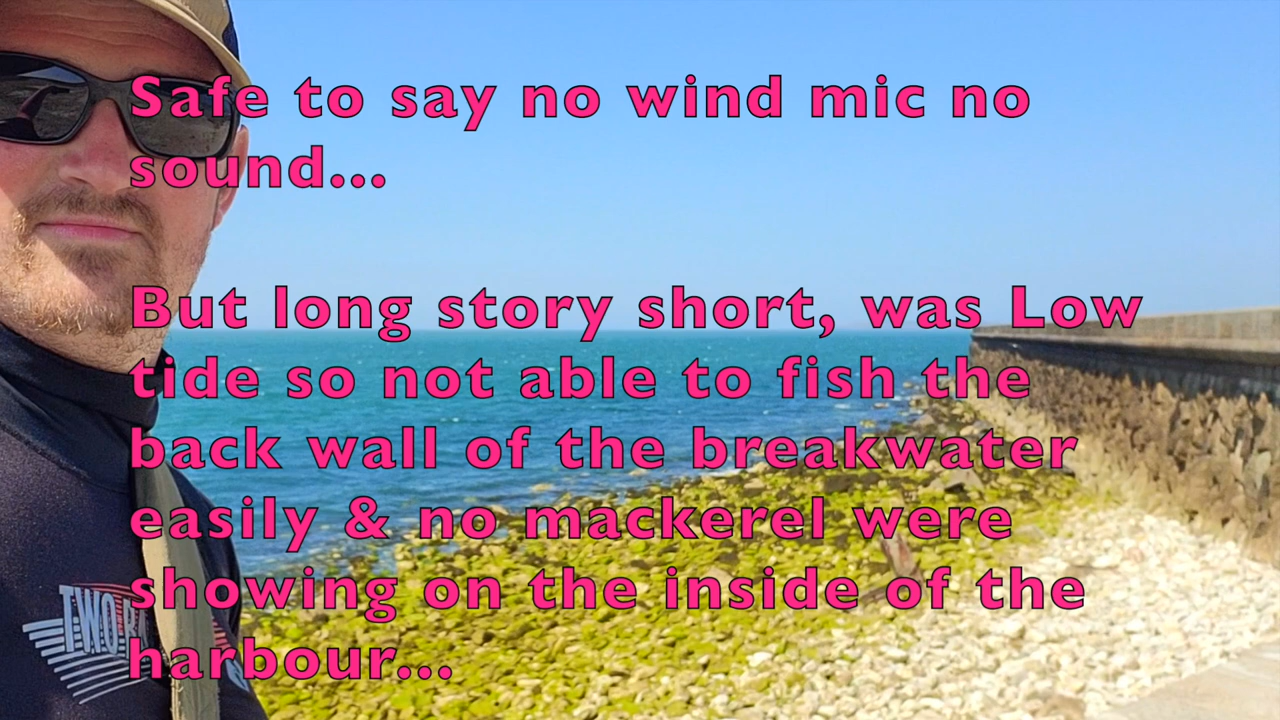 Safe to say no wind mic no
sound...
But long story short, was Low
tide so not able to fish the
back wall of the breakwater
easily & no mackerel were
showing on the inside of the
harbour...
TWO